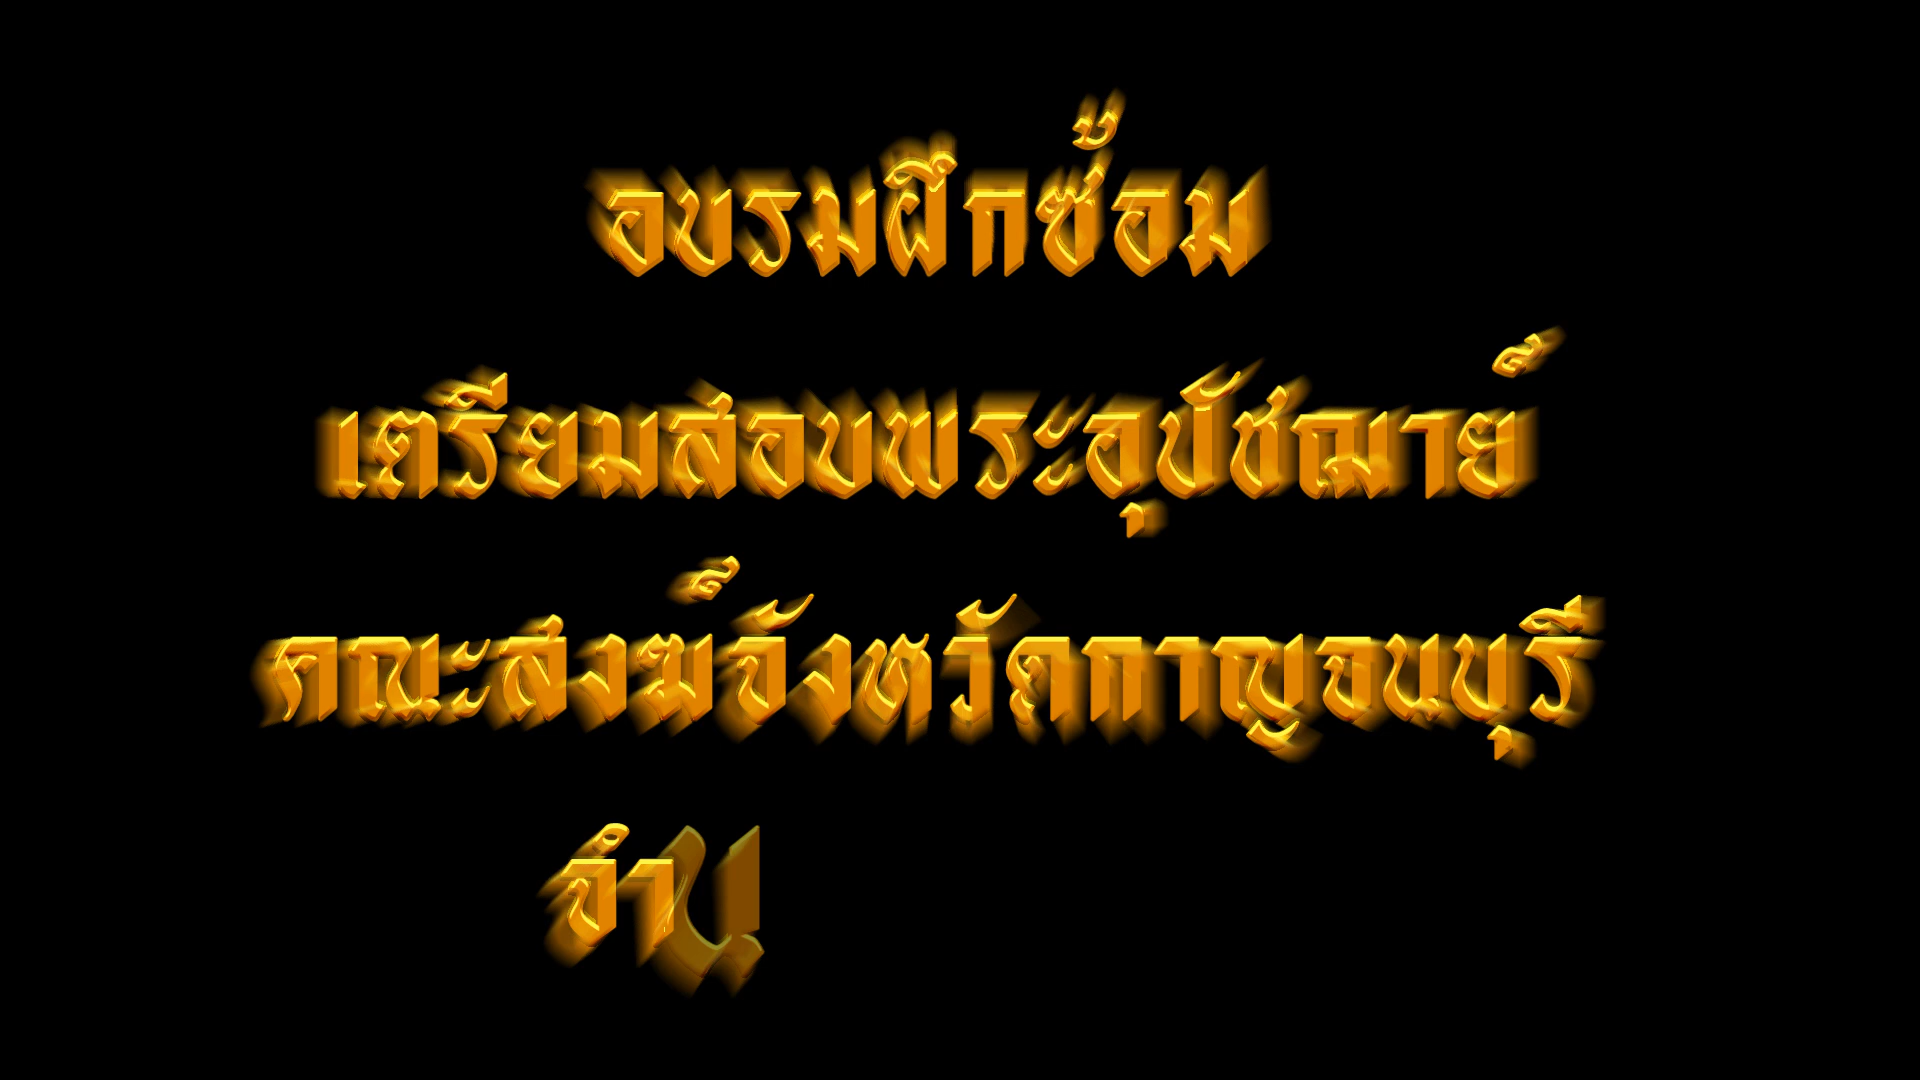 อบรมฝึกซ้อม
เตรียมสอบพระอุปัชฌาย์
คณะสงฆ์จังหวัดกาญจนบุรี
จำน